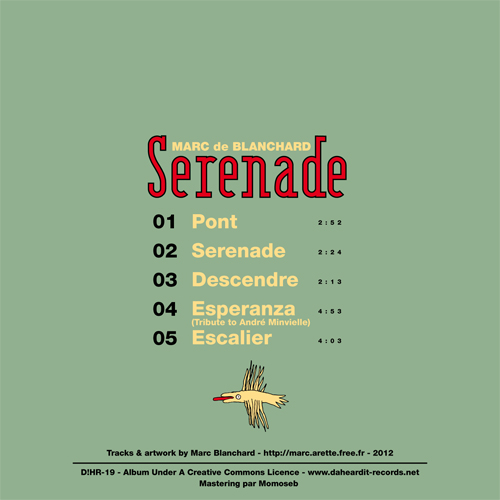 MARC de BLANCHARD
Serenade
01 Pont 2:52
02 Serenade 2:24
03 Descendre 2:13
04 Esperanza 4:53
(Tribute to André Minvielle)
05 Escalier 4:03
Tracks & artwork by Marc Blanchard - http://marc.arette.free.fr - 2012
D!HR-19 - Album Under A Creative Commons Licence - www.daheardit-records.net
Mastering par Momoseb